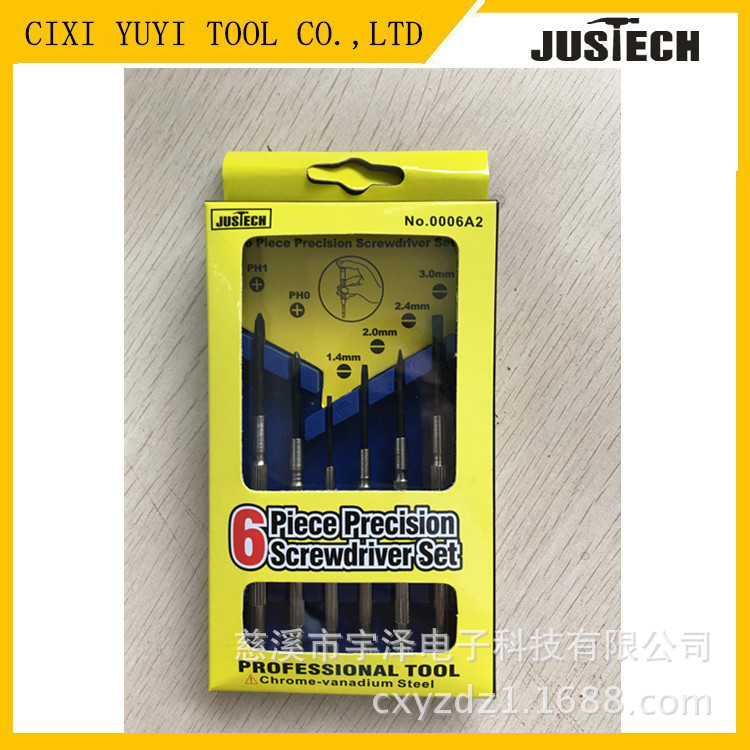 CIXI YUYI TOOL CO.,LTD
JUSTECH
JUSTECH
No.0006A2
6 Piece Precision Screwdriver Set
PH1
PH0
3.0mm
2.4mm
2.0mm
1.4mm
6 Piece Precision
Screwdriver Set
慈溪市宇泽电子科技有限公司
PROFESSIONAL TOOL
Chrome-vanadium Steel
cxyzdz1.1688.com